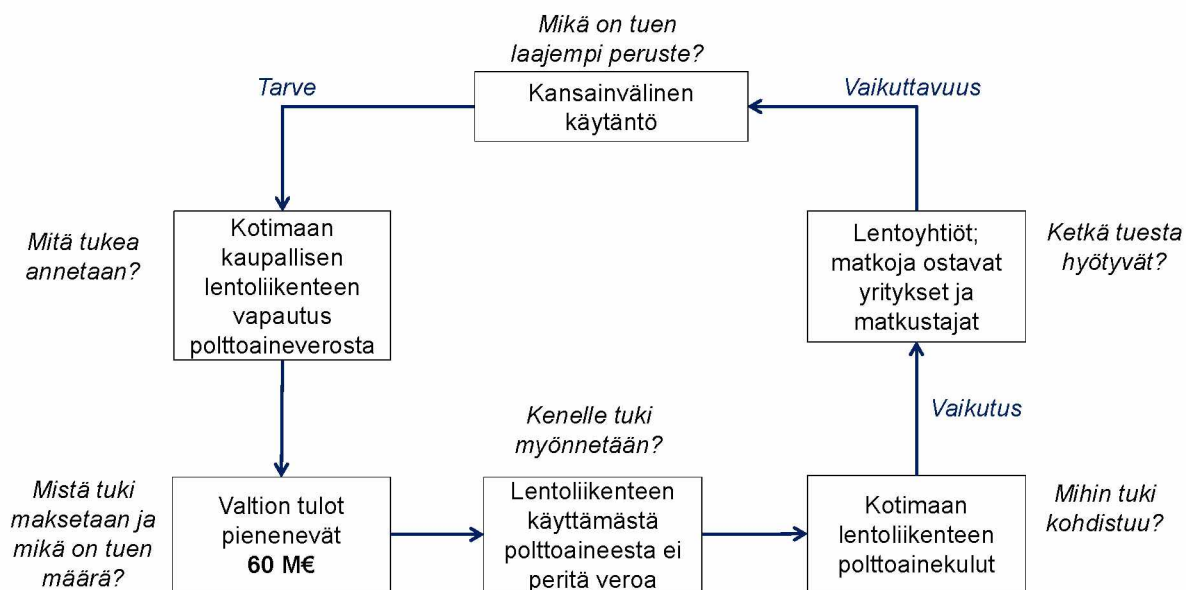 Mikä on tuen
laajempi peruste?
Tarve
Kansainvälinen
käytäntö
Vaikuttavuus
Mitä tukea
annetaan?
Kotimaan
kaupallisen
lentoliikenteen
vapautus
polttoaineverosta
Lentoyhtiöt;
matkoja ostavat
yritykset ja
matkustajat
Ketkä tuesta
hyötyvät?
Vaikutus
Kenelle tuki
myönnetään?
Mistä tuki
maksetaan ja
mikä on tuen
määrä?
Valtion tulot
pienenevät
60 M€
Lentoliikenteen
käyttämästä
polttoaineesta ei
peritä veroa
Kotimaan
lentoliikenteen
polttoainekulut
Mihin tuki
kohdistuu?